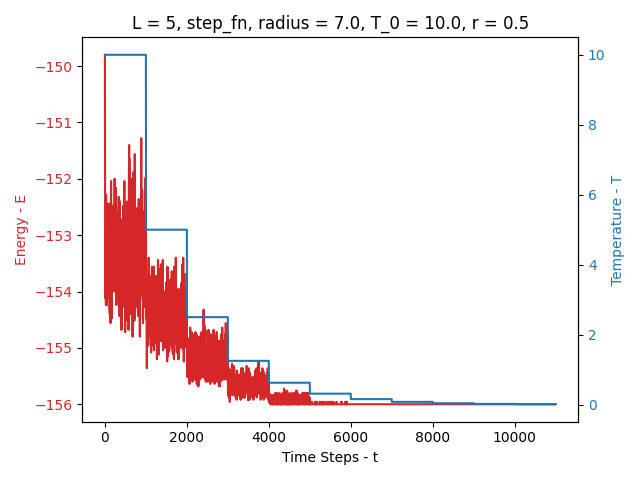 L = 5, step_fn, radius = 7.0, T_0 = 10.0, r = 0.5
Energy - E
−150
−151
−152
−153
−154
−155
−156
10
8
6
4
2
0
Temperature - T
0 2000 4000 6000 8000 10000
Time Steps - t